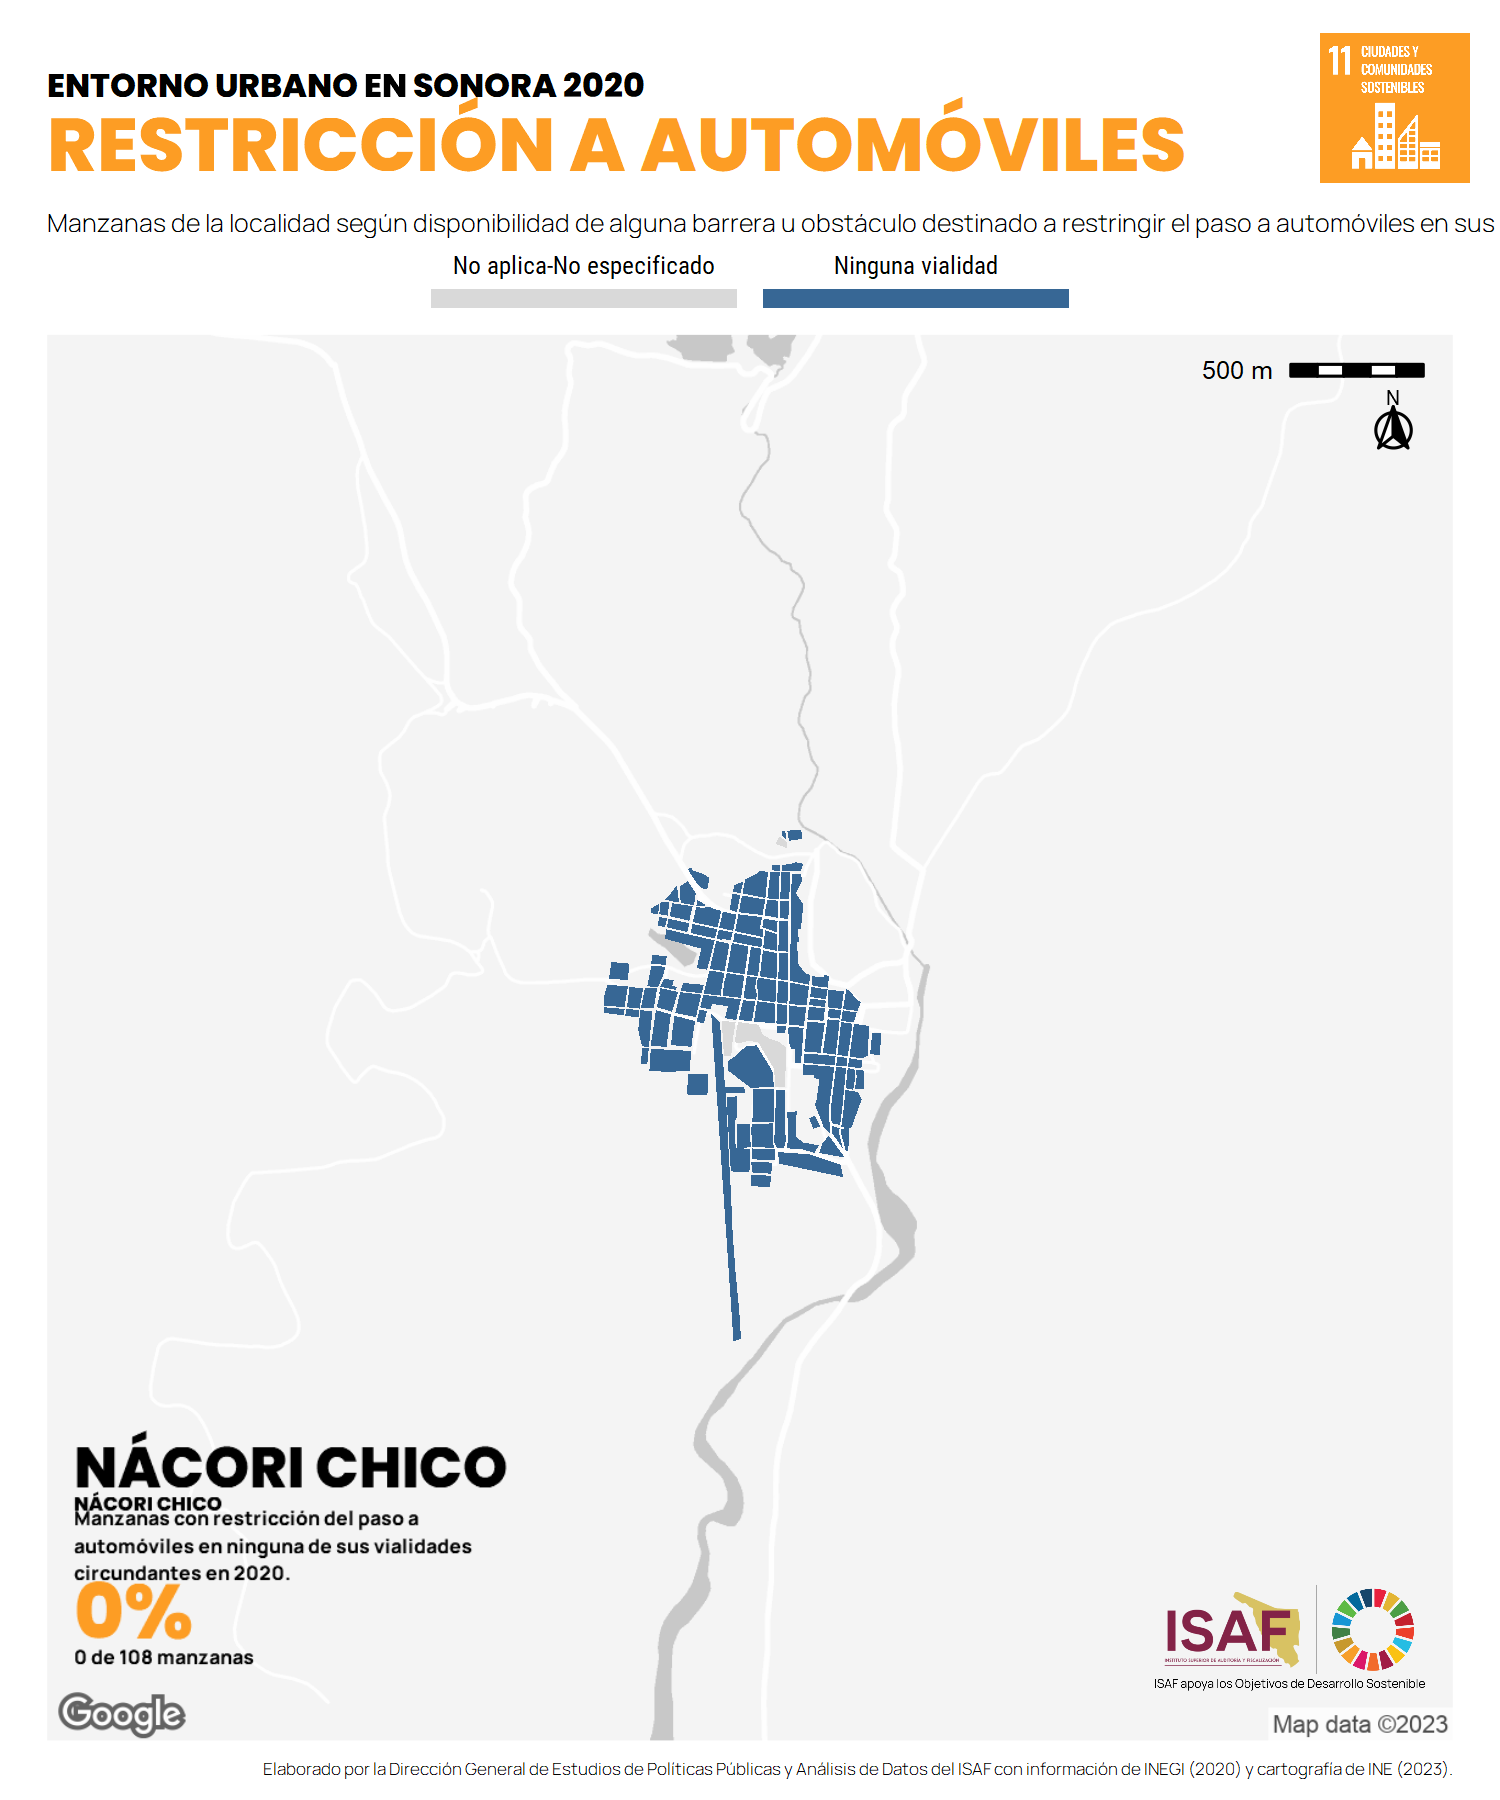 ENTORNO URBANO EN SONORA 2020
RESTRICCIÓN A AUTOMÓVILES
11 CIUDADES Y
COMUNIDADES
SOSTENIBLES
Manzanas de la localidad según disponibilidad de alguna barrera u obstáculo destinado a restringir el paso a automóviles en sus
No aplica-No especificado
Ninguna vialidad
500 m
N
NÁCORI CHICO
NÁCORI CHICO
Manzanas con restricción del paso a
automóviles en ninguna de sus vialidades
circundantes en 2020.
0%
0 de 108 manzanas
ISAF
INSTITUTO SUPERIOR DE AUDITORÍA Y FISCALIZACIÓN
ISAF apoya los Objetivos de Desarrollo Sostenible
Google
Map data ©2023
Elaborado por la Dirección General de Estudios de Políticas Públicas y Análisis de Datos del ISAF con información de INEGI (2020) y cartografía de INE (2023).